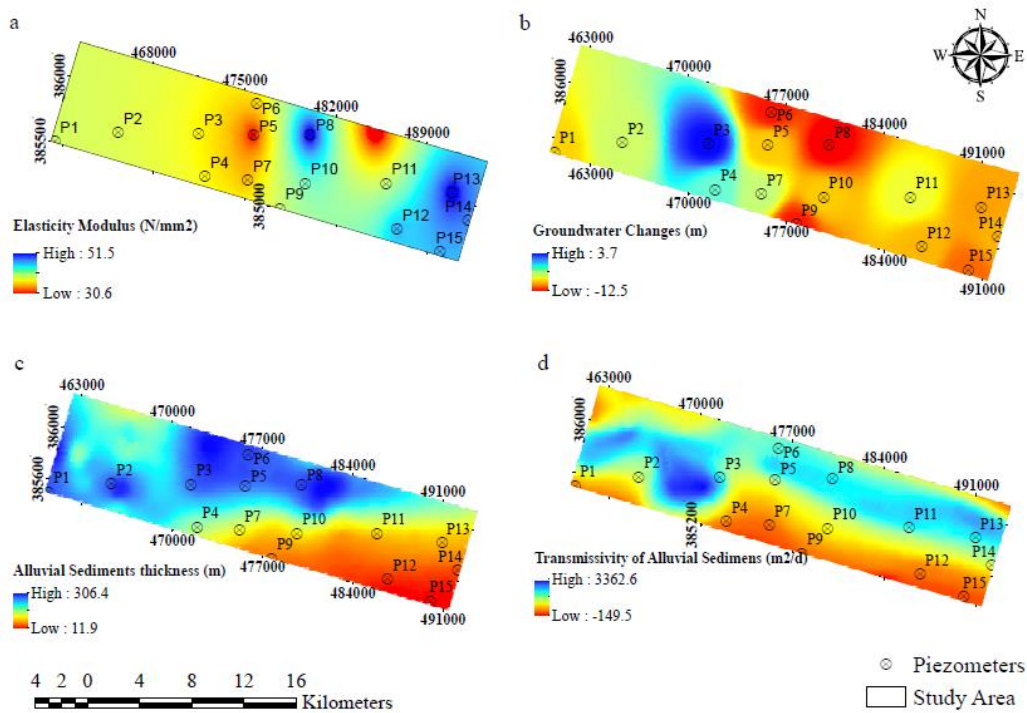 a
468000
475000
482000
489000
386000
385500
385000
P1
P2
P3
P4
P5
P6
P7
P8
P9
P10
P11
P12
P13
P14
P15
Elasticity Modulus (N/mm2)
High : 51.5
Low : 30.6
b
463000
470000
477000
484000
491000
386000
385500
463000
470000
477000
484000
491000
P1
P2
P3
P4
P5
P6
P7
P8
P9
P10
P11
P12
P13
P14
P15
Groundwater Changes (m)
High : 3.7
Low : -12.5
N
W
E
S
c
463000
470000
477000
484000
491000
386000
385600
470000
477000
484000
491000
P1
P2
P3
P4
P5
P6
P7
P8
P9
P10
P11
P12
P13
P14
P15
Alluvial Sediments thickness (m)
High : 306.4
Low : 11.9
d
463000
470000
477000
484000
491000
386000
385600
385200
P1
P2
P3
P4
P5
P6
P7
P8
P9
P10
P11
P12
P13
P14
P15
Transmissivity of Alluvial Sedimens (m2/d)
High : 3362.6
Low : -149.5
4 2 0 4 8 12 16
Kilometers
Piezometers
Study Area